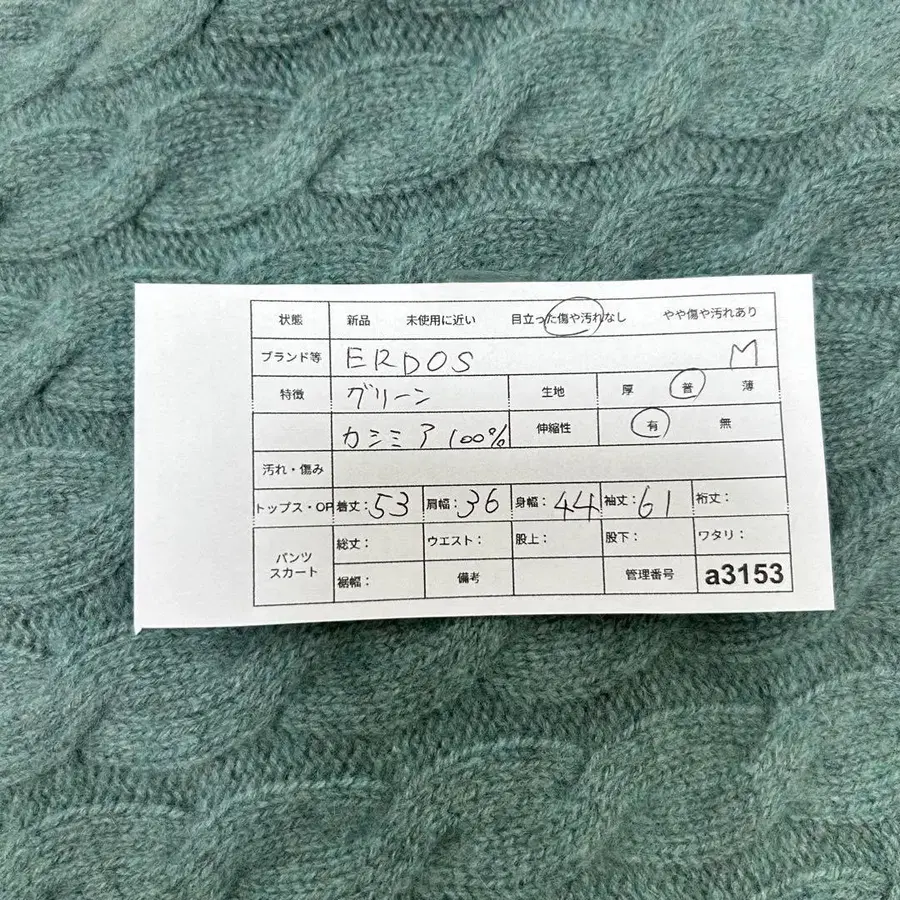 状態 新品 未使用に近い 目立った傷や汚れなし やや傷や汚れあり
ブランド等 ERDOS M
特徴 グリーン 生地 厚 普 薄
カシミア 100% 伸縮性 有 無
汚れ・傷み
トップス・OP 着丈：53 肩幅：36 身幅：44 袖丈：61 裄丈：
パンツ スカート 総丈： ウエスト： 股上： 股下： ワタリ：
裾幅： 備考 管理番号 a3153